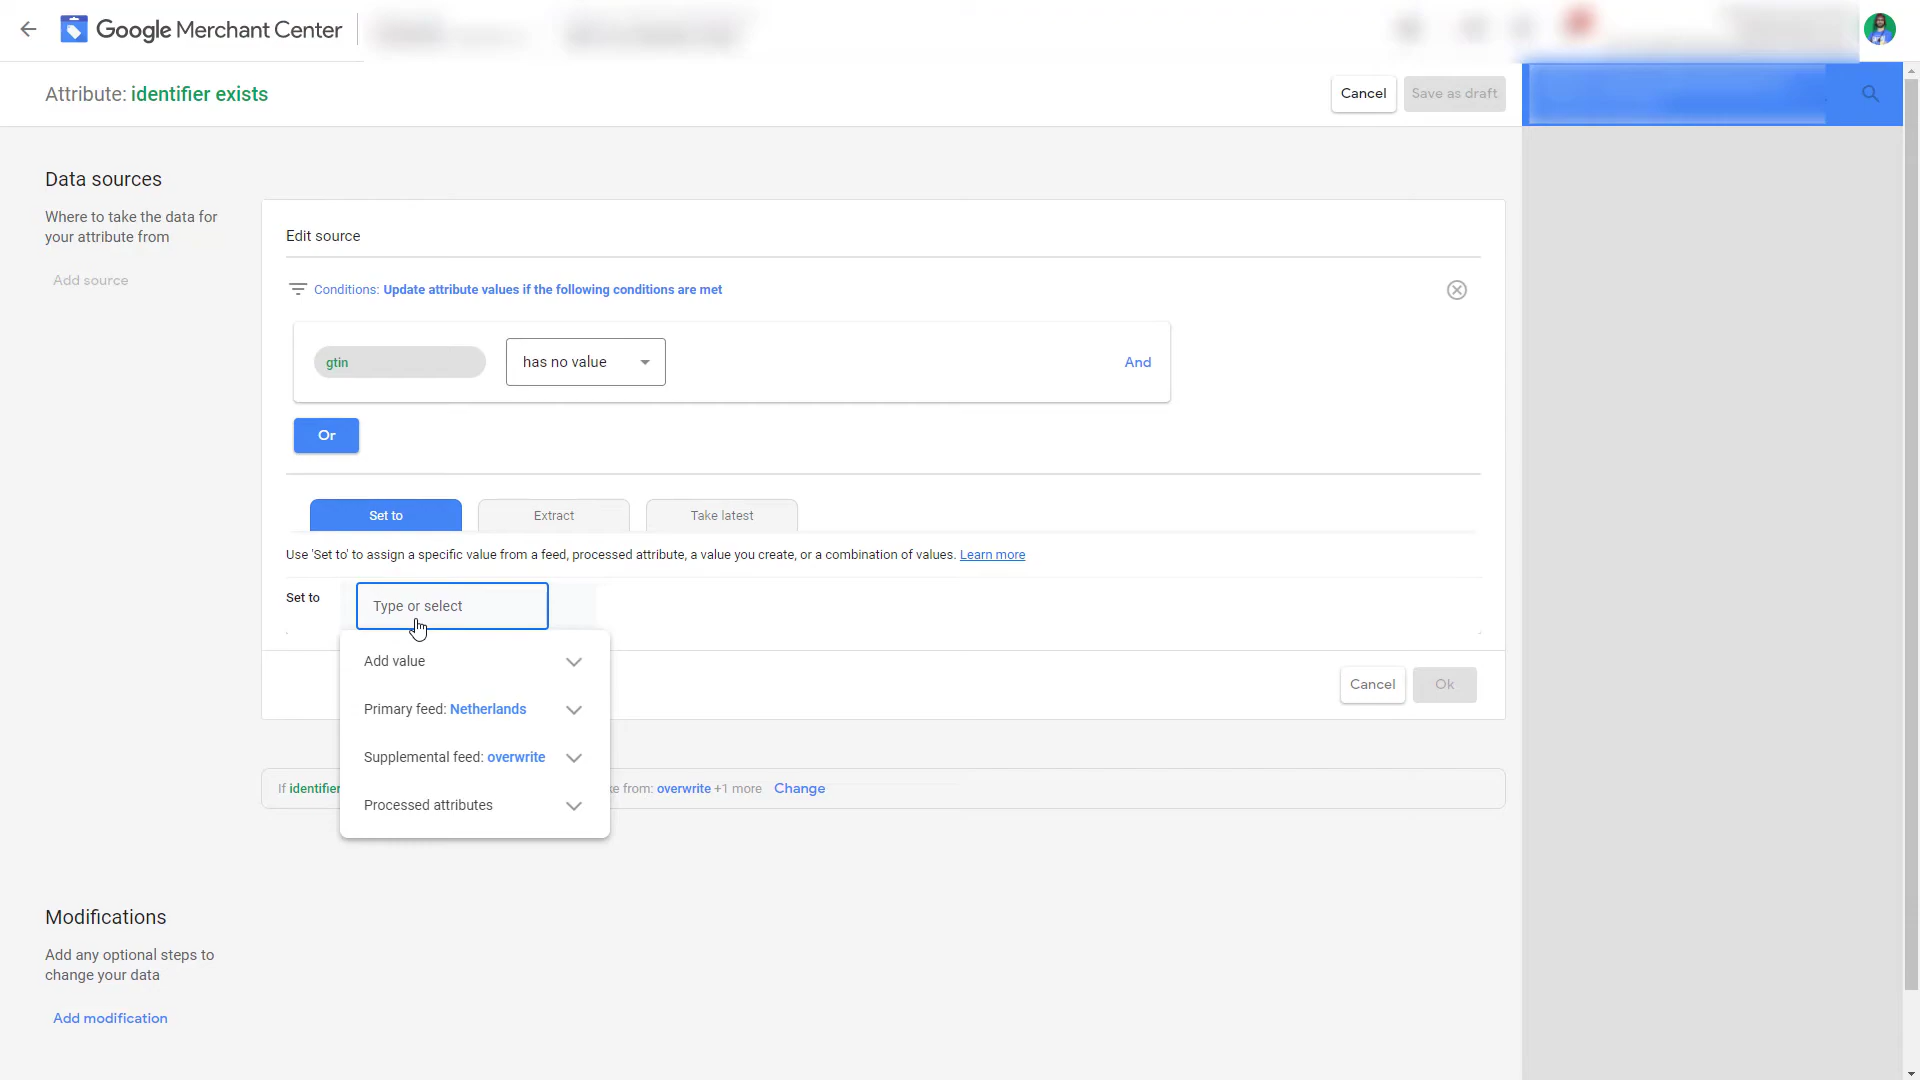 Google Merchant Center
Attribute: identifier exists
Cancel
Save as draft
Data sources
Where to take the data for
your attribute from
Add source
Edit source
Conditions: Update attribute values if the following conditions are met
gtin
has no value
And
Or
Set to
Extract
Take latest
Use 'Set to' to assign a specific value from a feed, processed attribute, a value you create, or a combination of values. Learn more
Set to
Type or select
Add value
Primary feed: Netherlands
Supplemental feed: overwrite
Processed attributes
Cancel
Ok
If identifier
from: overwrite +1 more Change
Modifications
Add any optional steps to
change your data
Add modification